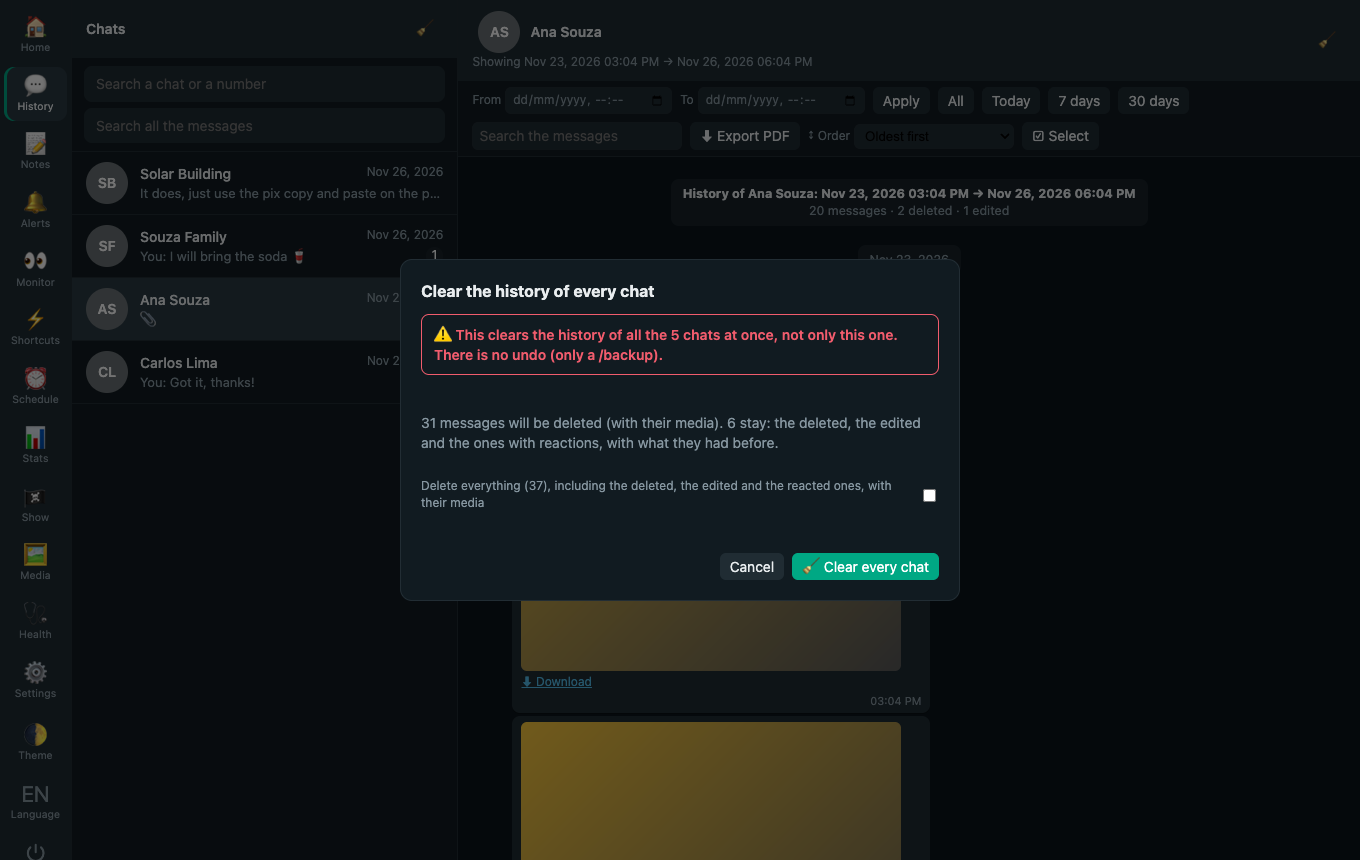 Home
History
Notes
Alerts
Monitor
Shortcuts
Schedule
Stats
Show
Media
Health
Settings
Theme
EN
Language
Chats
Search a chat or a number
Search all the messages
SB
Solar Building
Nov 26, 2026
It does, just use the pix copy and paste on the p...
SF
Souza Family
Nov 26, 2026
You: I will bring the soda
1
AS
Ana Souza
Nov 2
CL
Carlos Lima
Nov 2
You: Got it, thanks!
AS
Ana Souza
Showing Nov 23, 2026 03:04 PM → Nov 26, 2026 06:04 PM
From dd/mm/yyyy, --:-- To dd/mm/yyyy, --:-- Apply All Today 7 days 30 days
Search the messages ⬇ Export PDF ↕ Order Oldest first ☑ Select
History of Ana Souza: Nov 23, 2026 03:04 PM → Nov 26, 2026 06:04 PM
20 messages · 2 deleted · 1 edited
Nov 23, 2026
Clear the history of every chat
⚠️ This clears the history of all the 5 chats at once, not only this one.
There is no undo (only a /backup).
31 messages will be deleted (with their media). 6 stay: the deleted, the edited
and the ones with reactions, with what they had before.
Delete everything (37), including the deleted, the edited and the reacted ones, with
their media
Cancel
🧹 Clear every chat
⬇ Download
03:04 PM